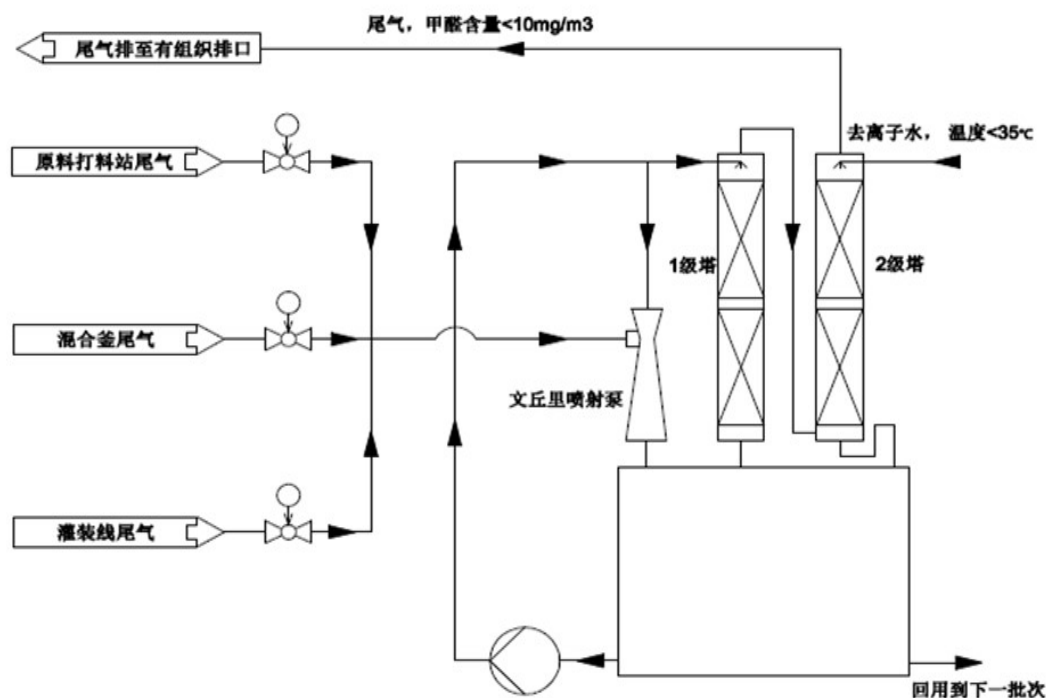 尾气，甲醛含量<10mg/m3
尾气排至有组织排口
去离子水， 温度<35℃
原料打料站尾气
1级塔
2级塔
混合釜尾气
文丘里喷射泵
灌装线尾气
回用到下一批次